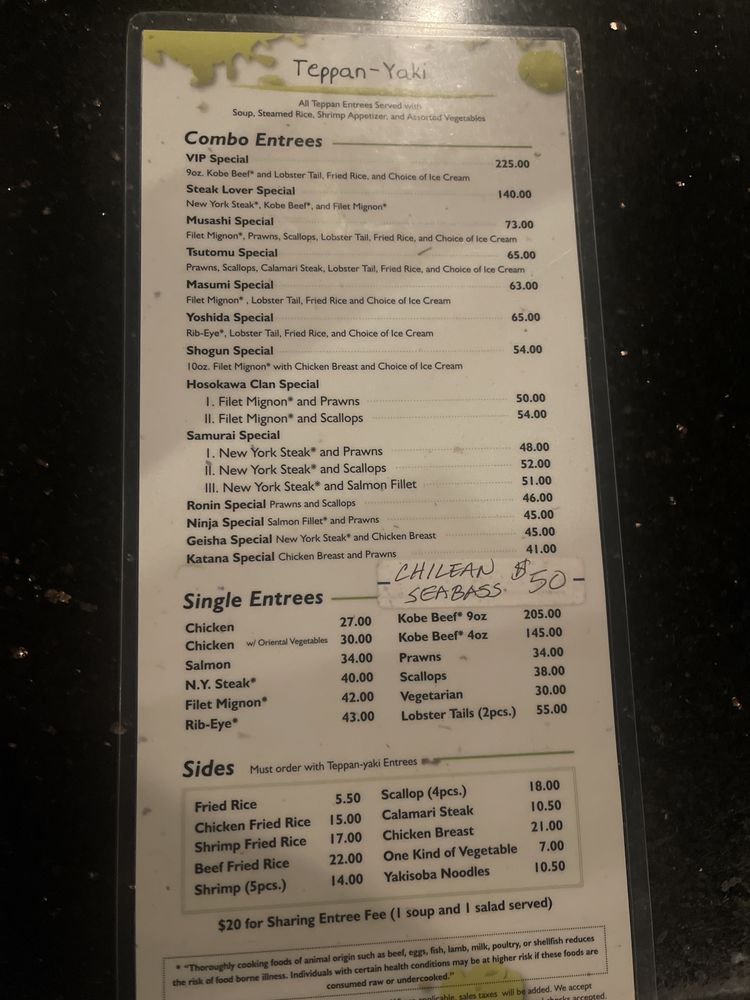 Teppan-Yaki
All Teppan Entrees Served with
Soup, Steamed Rice, Shrimp Appetizer, and Assorted Vegetables
Combo Entrees
VIP Special 225.00
9oz. Kobe Beef* and Lobster Tail, Fried Rice, and Choice of Ice Cream
Steak Lover Special 140.00
New York Steak*, Kobe Beef*, and Filet Mignon*
Musashi Special 73.00
Filet Mignon*, Prawns, Scallops, Lobster Tail, Fried Rice, and Choice of Ice Cream
Tsutomu Special 65.00
Prawns, Scallops, Calamari Steak, Lobster Tail, Fried Rice, and Choice of Ice Cream
Masumi Special 63.00
Filet Mignon* , Lobster Tail, Fried Rice and Choice of Ice Cream
Yoshida Special 65.00
Rib-Eye*, Lobster Tail, Fried Rice, and Choice of Ice Cream
Shogun Special 54.00
10oz. Filet Mignon* with Chicken Breast and Choice of Ice Cream
Hosokawa Clan Special
I. Filet Mignon* and Prawns 50.00
II. Filet Mignon* and Scallops 54.00
Samurai Special
I. New York Steak* and Prawns 48.00
II. New York Steak* and Scallops 52.00
III. New York Steak* and Salmon Fillet 51.00
Ronin Special Prawns and Scallops 46.00
Ninja Special Salmon Fillet* and Prawns 45.00
Geisha Special New York Steak* and Chicken Breast 45.00
Katana Special Chicken Breast and Prawns 41.00
- CHILEAN SEABASS $50 -
Single Entrees
Chicken 27.00
Chicken w/ Oriental Vegetables 30.00
Salmon 34.00
N.Y. Steak* 40.00
Filet Mignon* 42.00
Rib-Eye* 43.00
Kobe Beef* 9oz 205.00
Kobe Beef* 4oz 145.00
Prawns 34.00
Scallops 38.00
Vegetarian 30.00
Lobster Tails (2pcs.) 55.00
Sides Must order with Teppan-yaki Entrees
Fried Rice 5.50
Chicken Fried Rice 15.00
Shrimp Fried Rice 17.00
Beef Fried Rice 22.00
Shrimp (5pcs.) 14.00
Scallop (4pcs.) 18.00
Calamari Steak 10.50
Chicken Breast 21.00
One Kind of Vegetable 7.00
Yakisoba Noodles 10.50
$20 for Sharing Entree Fee (1 soup and 1 salad served)
* "Thoroughly cooking foods of animal origin such as beef, eggs, fish, lamb, milk, poultry, or shellfish reduces
the risk of food borne illness. Individuals with certain health conditions may be at higher risk if these foods are
consumed raw or undercooked."
applicable, sales taxes will be added. We accept
checks accepted.